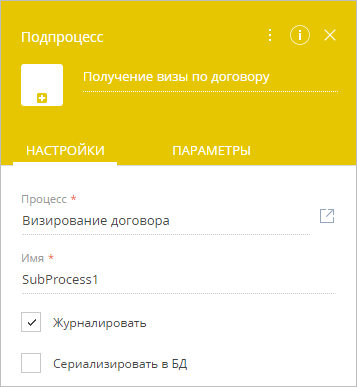 Подпроцесс
Получение визы по договору
НАСТРОЙКИ ПАРАМЕТРЫ
Процесс *
Визирование договора
Имя *
SubProcess1
Журналировать
Сериализировать в БД